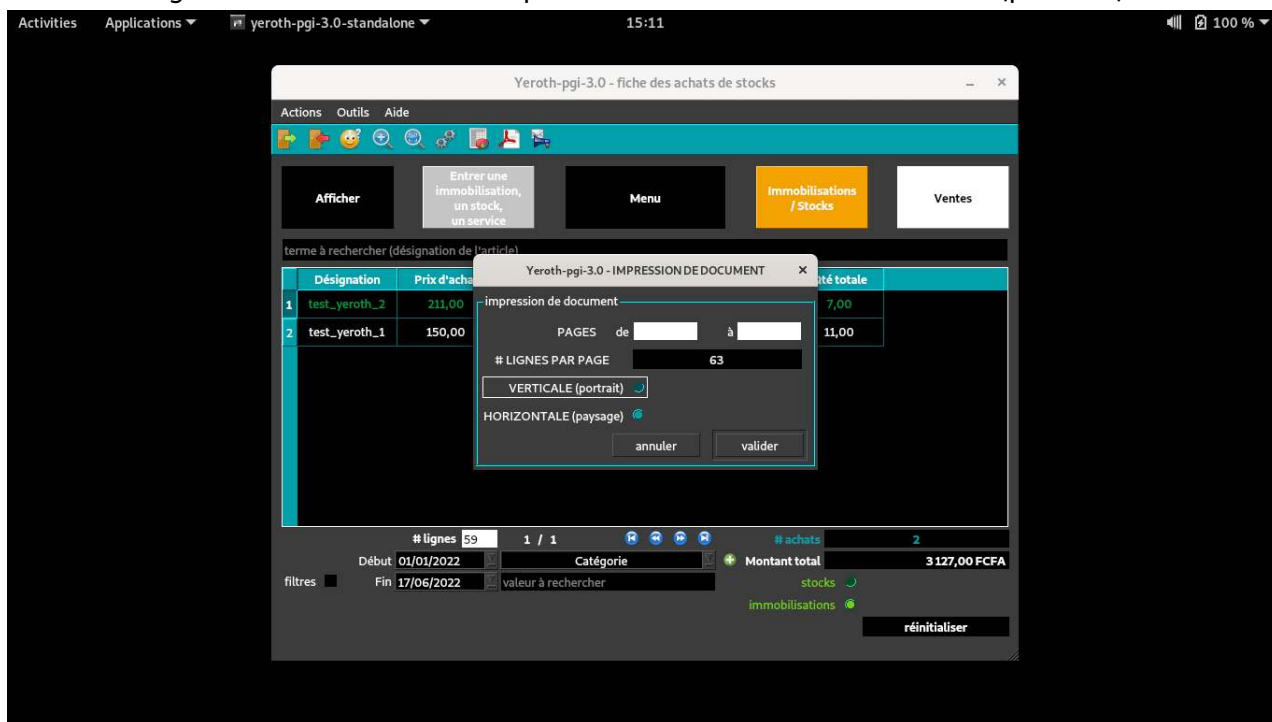 Activities Applications yeroth-pgi-3.0-standalone 15:11 100 %
Yeroth-pgi-3.0 - fiche des achats de stocks
Actions Outils Aide
Afficher
Entrer une
immobilisation,
un stock,
un service
Menu
Immobilisations
/ Stocks
Ventes
terme à rechercher (désignation de l'article)
Désignation Prix d'acha té totale
1 test_yeroth_2 211,00 7,00
2 test_yeroth_1 150,00 11,00
Yeroth-pgi-3.0 - IMPRESSION DE DOCUMENT
impression de document
PAGES de à
# LIGNES PAR PAGE 63
VERTICALE (portrait)
HORIZONTALE (paysage)
annuler valider
# lignes 59 1 / 1 # achats 2
Début 01/01/2022 Catégorie Montant total 3 127,00 FCFA
filtres Fin 17/06/2022 valeur à rechercher stocks
immobilisations
réinitialiser